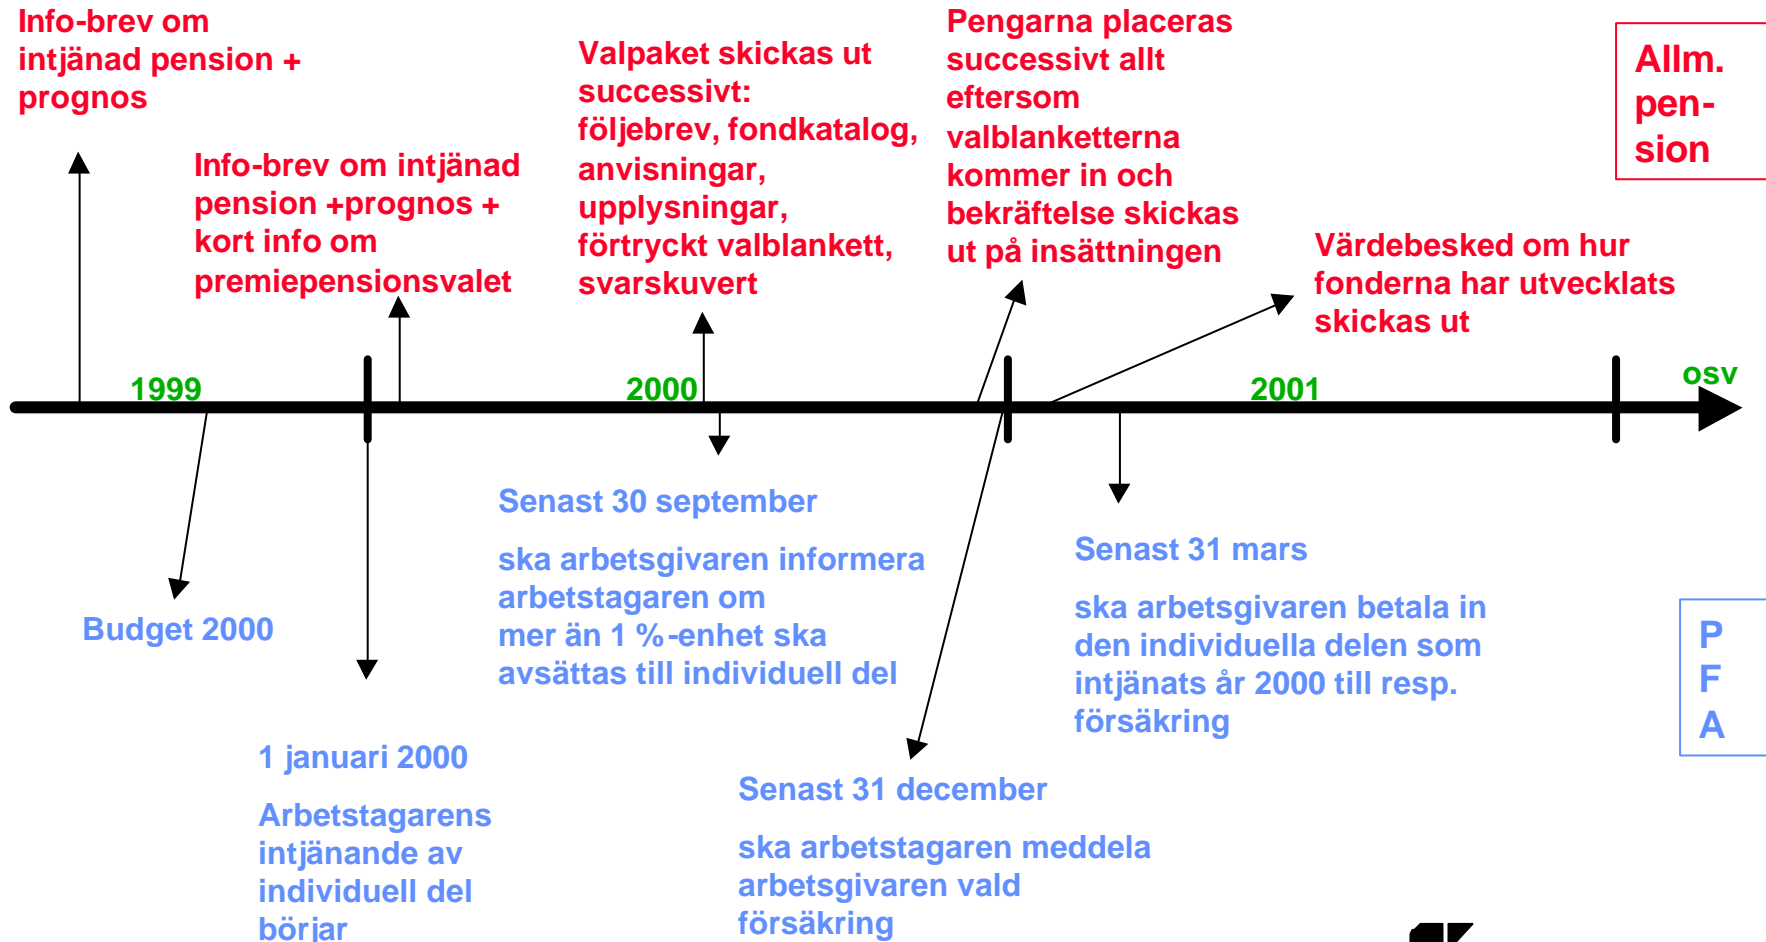 Info-brev om
intjänad pension +
prognos
Info-brev om intjänad
pension +prognos +
kort info om
premiepensionsvalet
Valpaket skickas ut
successivt:
följebrev, fondkatalog,
anvisningar,
upplysningar,
förtryckt valblankett,
svarskuvert
Pengarna placeras
successivt allt
eftersom
valblanketterna
kommer in och
bekräftelse skickas
ut på insättningen
Värdebesked om hur
fonderna har utvecklats
skickas ut
Allm.
pen-
sion
1999
2000
2001
osv
Budget 2000
1 januari 2000
Arbetstagarens
intjänande av
individuell del
börjar
Senast 30 september
ska arbetsgivaren informera
arbetstagaren om
mer än 1 %-enhet ska
avsättas till individuell del
Senast 31 december
ska arbetstagaren meddela
arbetsgivaren vald
försäkring
Senast 31 mars
ska arbetsgivaren betala in
den individuella delen som
intjänats år 2000 till resp.
försäkring
P
F
A